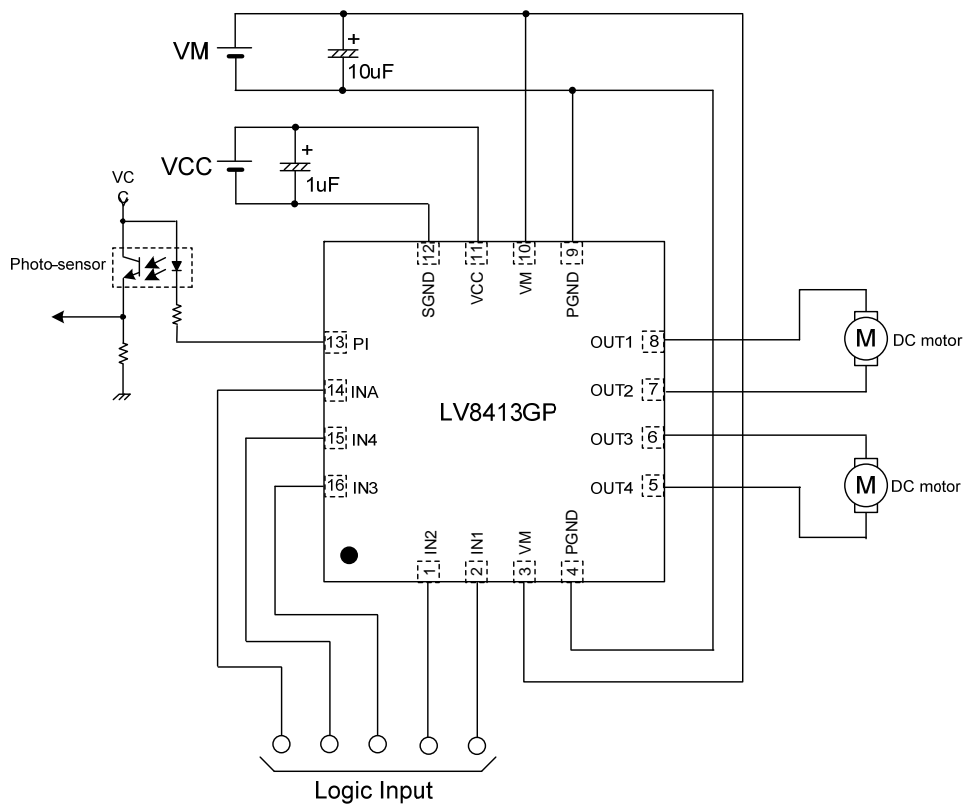 VM
+
10uF
VCC
+
1uF
VC
C
Photo-sensor
12
11
10
9
SGND
VCC
VM
PGND
13 PI
OUT1 8
M DC motor
14 INA
OUT2 7
LV8413GP
15 IN4
OUT3 6
16 IN3
OUT4 5
M DC motor
IN2
IN1
VM
PGND
1
2
3
4
Logic Input